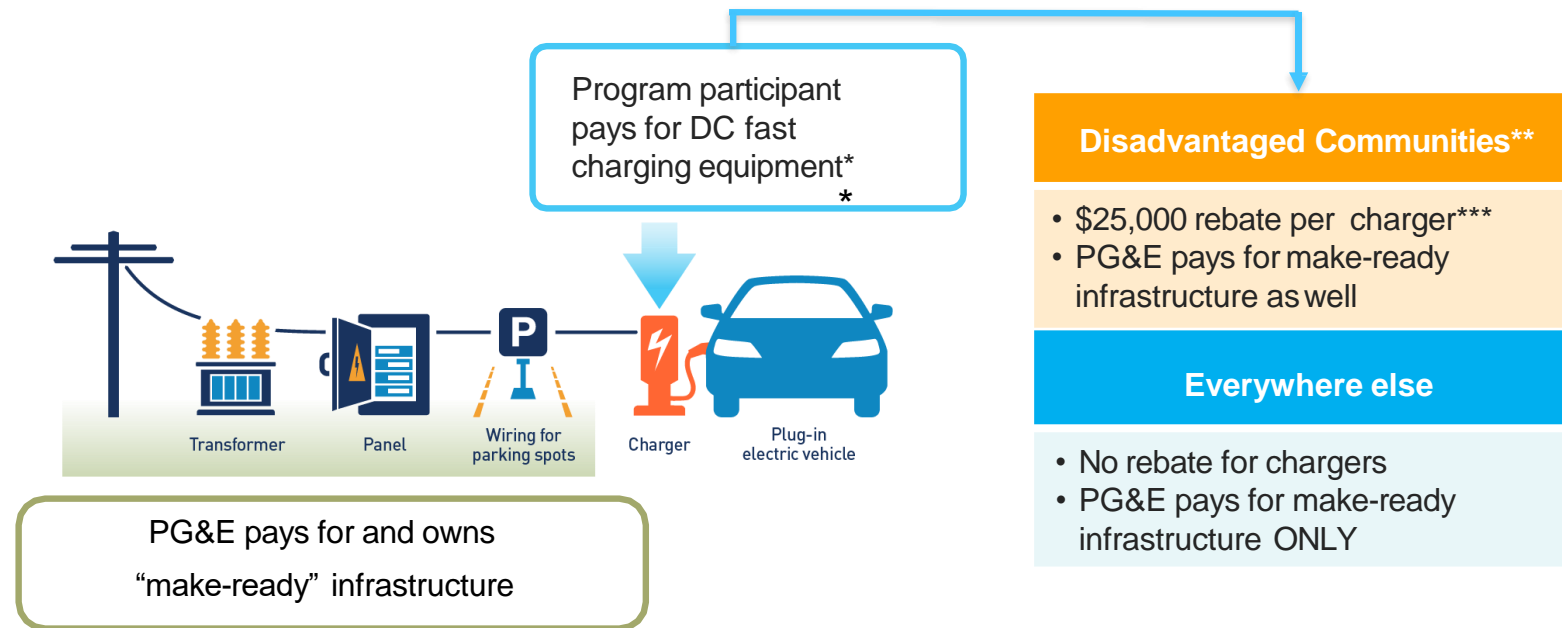 Program participant
pays for DC fast
charging equipment*
*
Disadvantaged Communities**
• $25,000 rebate per charger***
• PG&E pays for make-ready
infrastructure as well
Everywhere else
• No rebate for chargers
• PG&E pays for make-ready
infrastructure ONLY
P
Transformer
Panel
Wiring for
parking spots
Charger
Plug-in
electric vehicle
PG&E pays for and owns
“make-ready” infrastructure